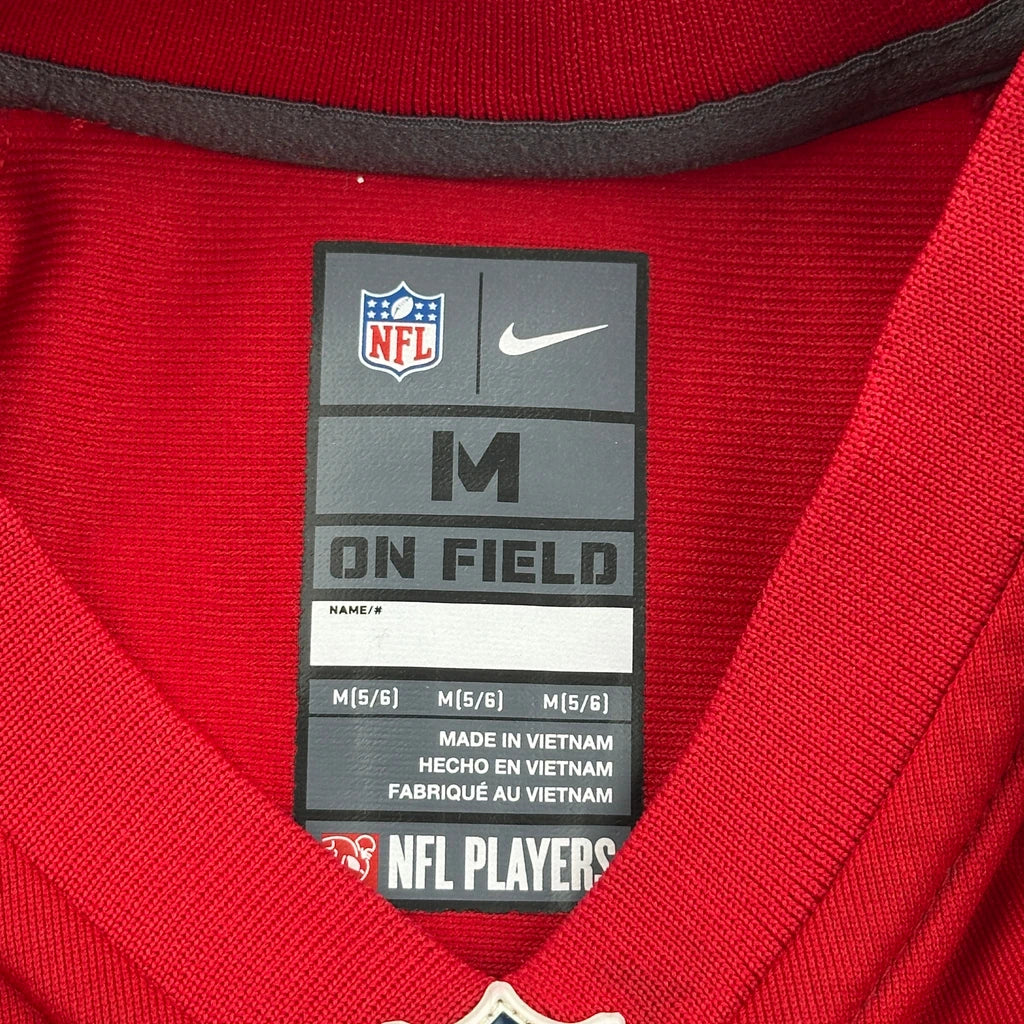 NFL
M
ON FIELD
NAME/#
M(5/6) M(5/6) M(5/6)
MADE IN VIETNAM
HECHO EN VIETNAM
FABRIQUÉ AU VIETNAM
NFL PLAYERS